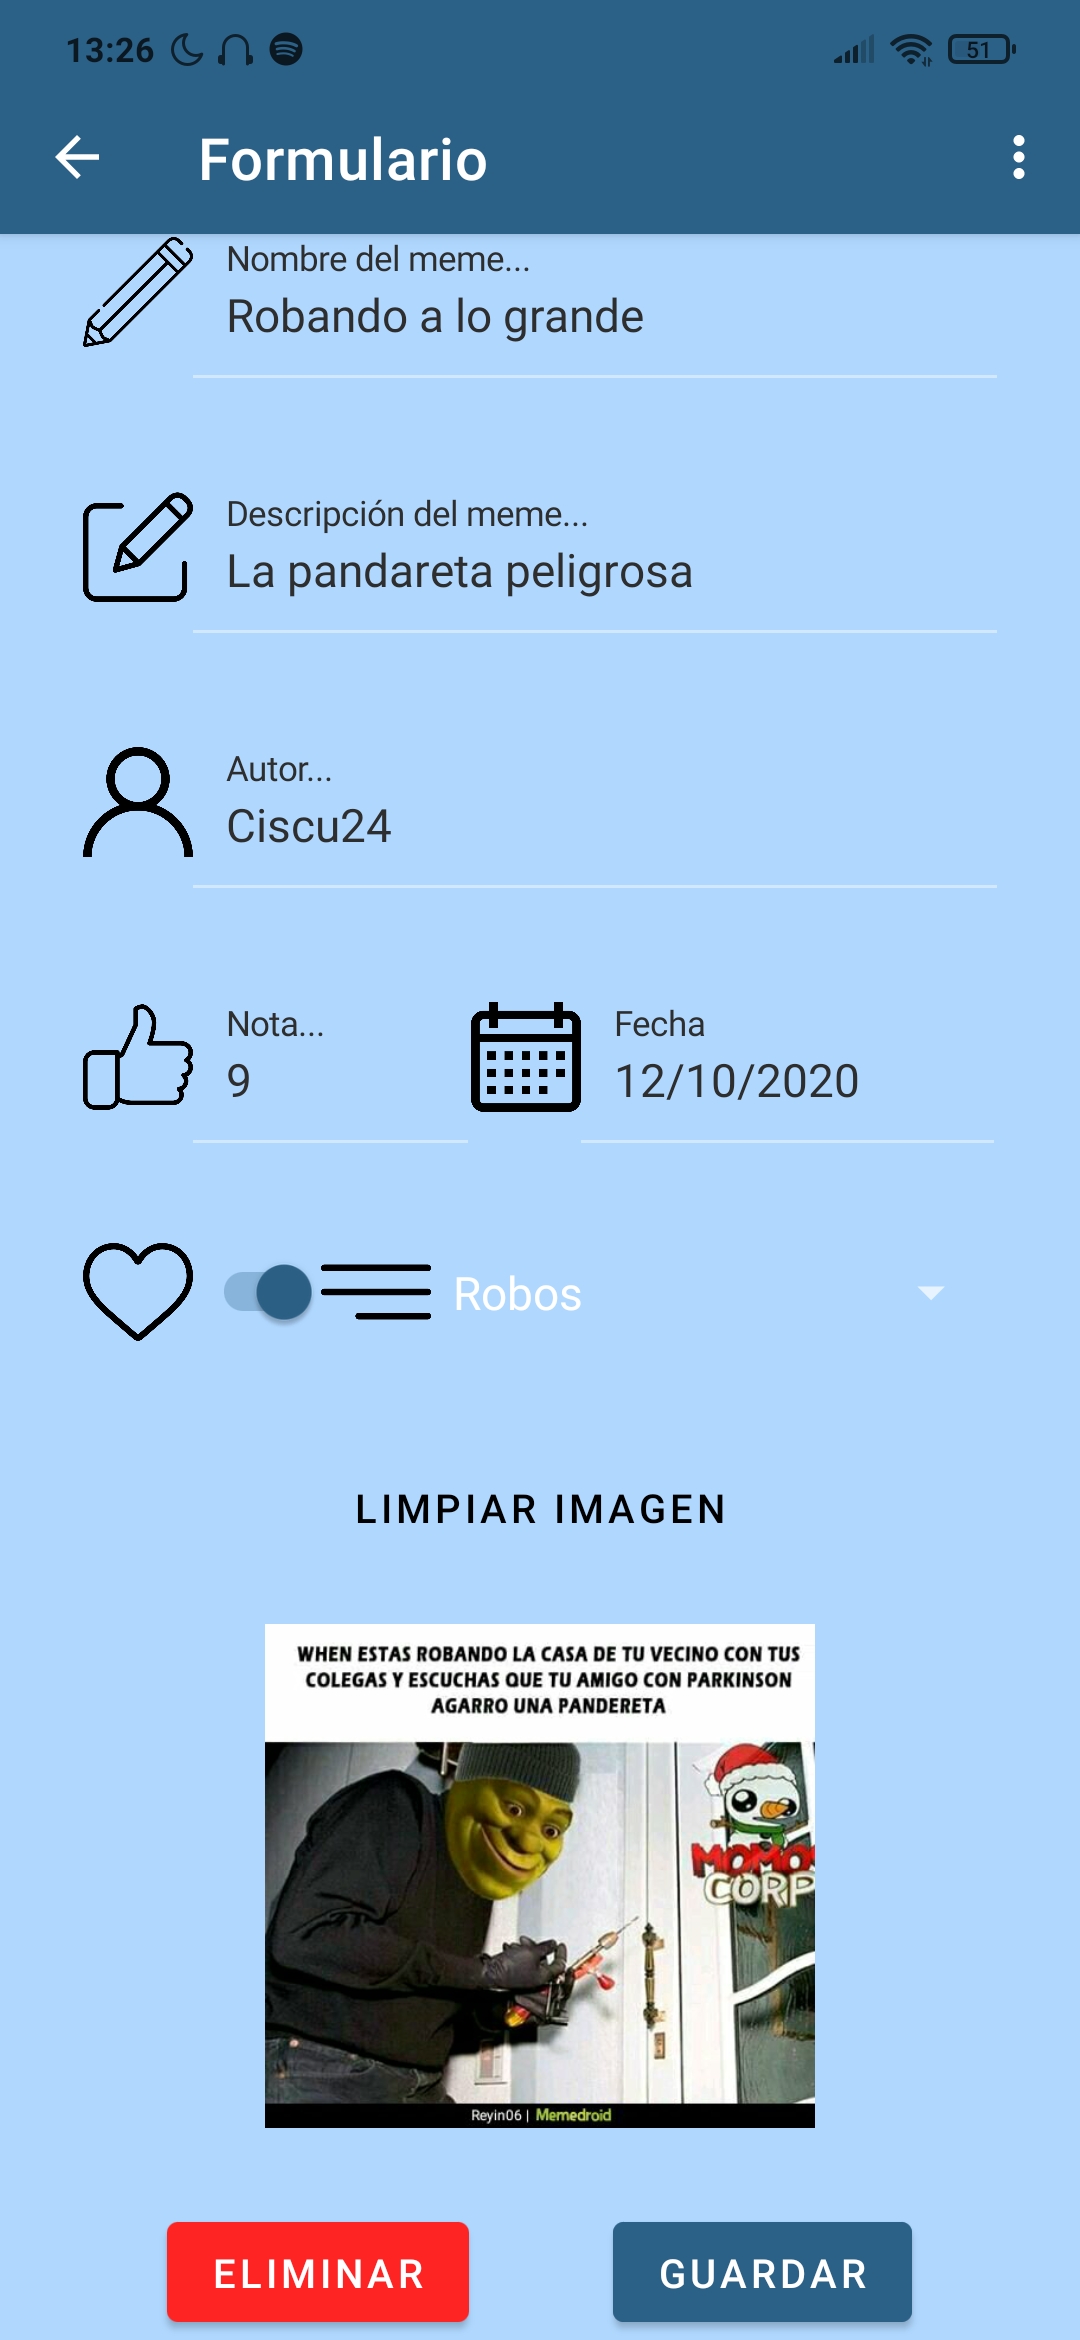 13:26
51
Formulario
Nombre del meme...
Robando a lo grande
Descripción del meme...
La pandareta peligrosa
Autor...
Ciscu24
Nota...
Fecha
9
12/10/2020
Robos
LIMPIAR IMAGEN
WHEN ESTAS ROBANDO LA CASA DE TU VECINO CON TUS
COLEGAS Y ESCUCHAS QUE TU AMIGO CON PARKINSON
AGARRO UNA PANDERETA
MOMOS
CORP
Reyin06 | Memedroid
ELIMINAR
GUARDAR